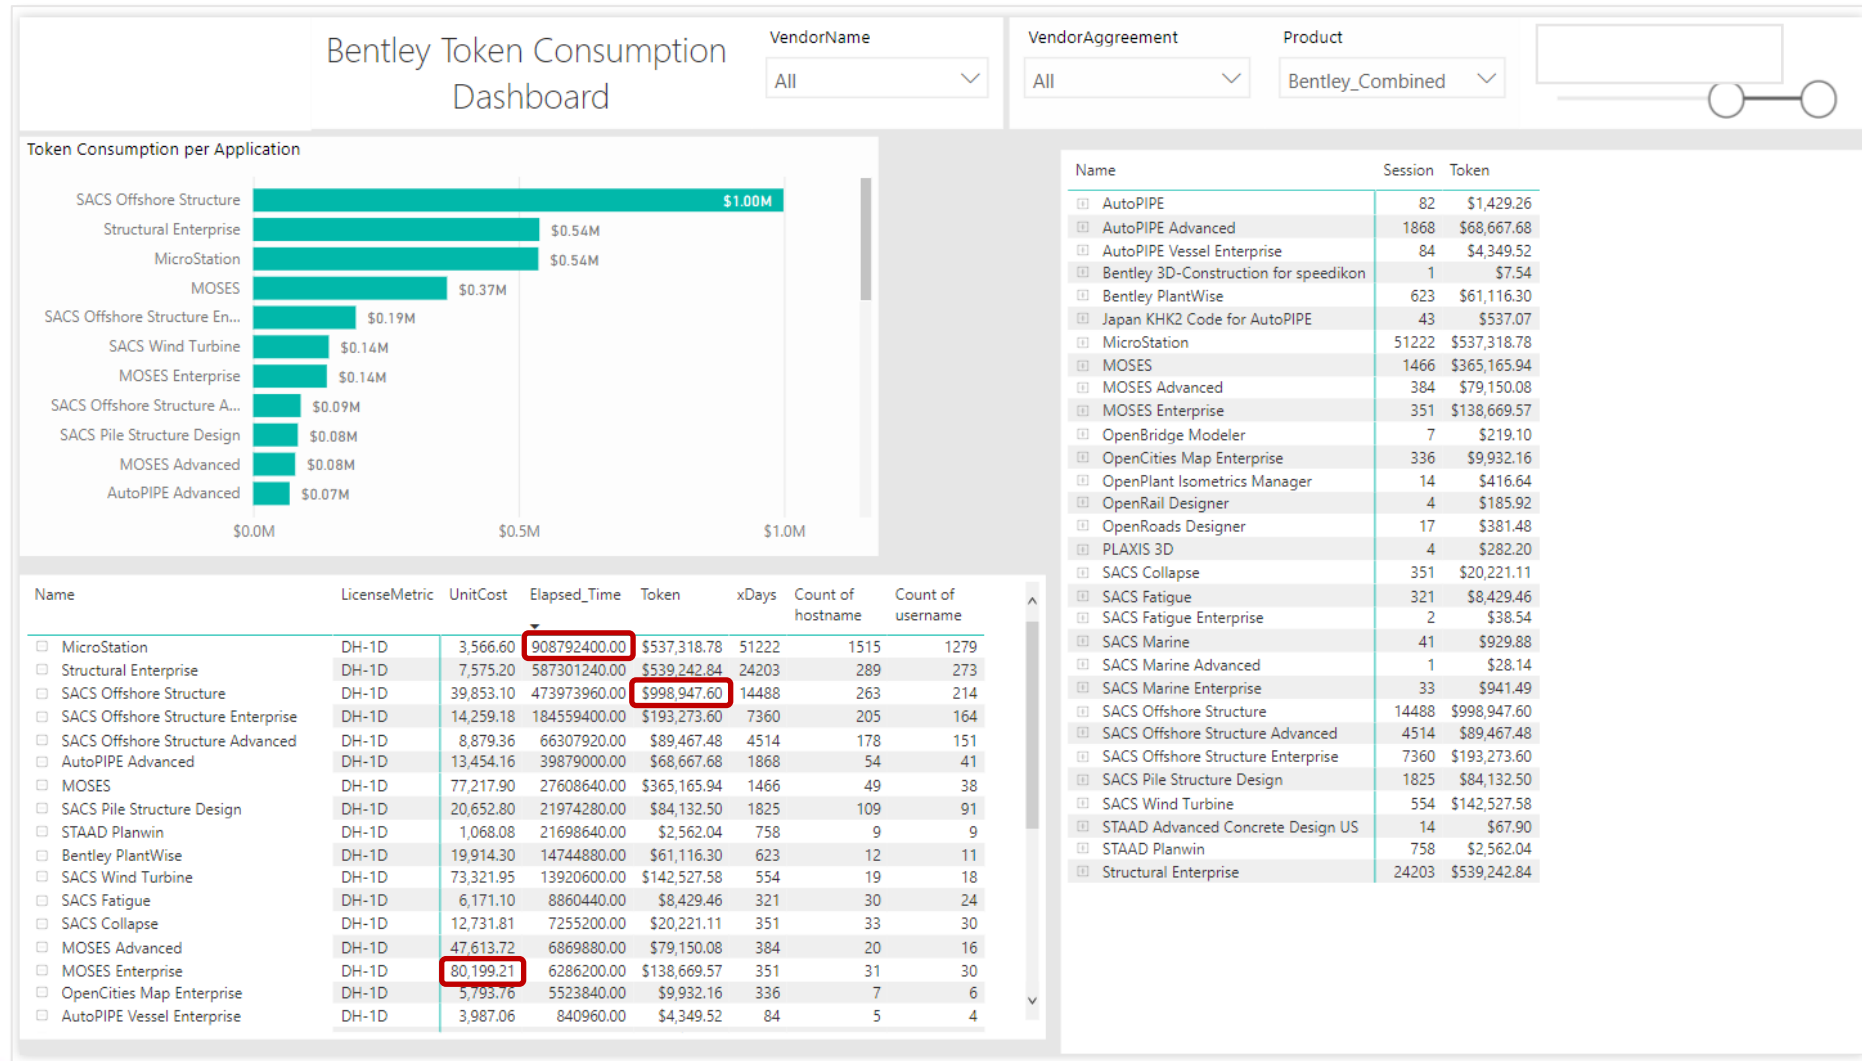 Bentley Token Consumption
Dashboard
VendorName
All
VendorAggreement
All
Product
Bentley_Combined
Token Consumption per Application
SACS Offshore Structure $1.00M
Structural Enterprise $0.54M
MicroStation $0.54M
MOSES $0.37M
SACS Offshore Structure En... $0.19M
SACS Wind Turbine $0.14M
MOSES Enterprise $0.14M
SACS Offshore Structure A... $0.09M
SACS Pile Structure Design $0.08M
MOSES Advanced $0.08M
AutoPIPE Advanced $0.07M
$0.0M $0.5M $1.0M
Name LicenseMetric UnitCost Elapsed_Time Token xDays Count of hostname Count of username
MicroStation DH-1D 3,566.60 908792400.00 $537,318.78 51222 1515 1279
Structural Enterprise DH-1D 7,575.20 587301240.00 $539,242.84 24203 289 273
SACS Offshore Structure DH-1D 39,853.10 473973960.00 $998,947.60 14488 263 214
SACS Offshore Structure Enterprise DH-1D 14,259.18 184559400.00 $193,273.60 7360 205 164
SACS Offshore Structure Advanced DH-1D 8,879.36 66307920.00 $89,467.48 4514 178 151
AutoPIPE Advanced DH-1D 13,454.16 39879000.00 $68,667.68 1868 54 41
MOSES DH-1D 77,217.90 27608640.00 $365,165.94 1466 49 38
SACS Pile Structure Design DH-1D 20,652.80 21974280.00 $84,132.50 1825 109 91
STAAD Planwin DH-1D 1,068.08 21698640.00 $2,562.04 758 9 9
Bentley PlantWise DH-1D 19,914.30 14744880.00 $61,116.30 623 12 11
SACS Wind Turbine DH-1D 73,321.95 13920600.00 $142,527.58 554 19 18
SACS Fatigue DH-1D 6,171.10 8860440.00 $8,429.46 321 30 24
SACS Collapse DH-1D 12,731.81 7255200.00 $20,221.11 351 33 30
MOSES Advanced DH-1D 47,613.72 6869880.00 $79,150.08 384 20 16
MOSES Enterprise DH-1D 80,199.21 6286200.00 $138,669.57 351 31 30
OpenCities Map Enterprise DH-1D 5,793.76 5523840.00 $9,932.16 336 7 6
AutoPIPE Vessel Enterprise DH-1D 3,987.06 840960.00 $4,349.52 84 5 4
Name Session Token
AutoPIPE 82 $1,429.26
AutoPIPE Advanced 1868 $68,667.68
AutoPIPE Vessel Enterprise 84 $4,349.52
Bentley 3D-Construction for speedikon 1 $7.54
Bentley PlantWise 623 $61,116.30
Japan KHK2 Code for AutoPIPE 43 $537.07
MicroStation 51222 $537,318.78
MOSES 1466 $365,165.94
MOSES Advanced 384 $79,150.08
MOSES Enterprise 351 $138,669.57
OpenBridge Modeler 7 $219.10
OpenCities Map Enterprise 336 $9,932.16
OpenPlant Isometrics Manager 14 $416.64
OpenRail Designer 4 $185.92
OpenRoads Designer 17 $381.48
PLAXIS 3D 4 $282.20
SACS Collapse 351 $20,221.11
SACS Fatigue 321 $8,429.46
SACS Fatigue Enterprise 2 $38.54
SACS Marine 41 $929.88
SACS Marine Advanced 1 $28.14
SACS Marine Enterprise 33 $941.49
SACS Offshore Structure 14488 $998,947.60
SACS Offshore Structure Advanced 4514 $89,467.48
SACS Offshore Structure Enterprise 7360 $193,273.60
SACS Pile Structure Design 1825 $84,132.50
SACS Wind Turbine 554 $142,527.58
STAAD Advanced Concrete Design US 14 $67.90
STAAD Planwin 758 $2,562.04
Structural Enterprise 24203 $539,242.84